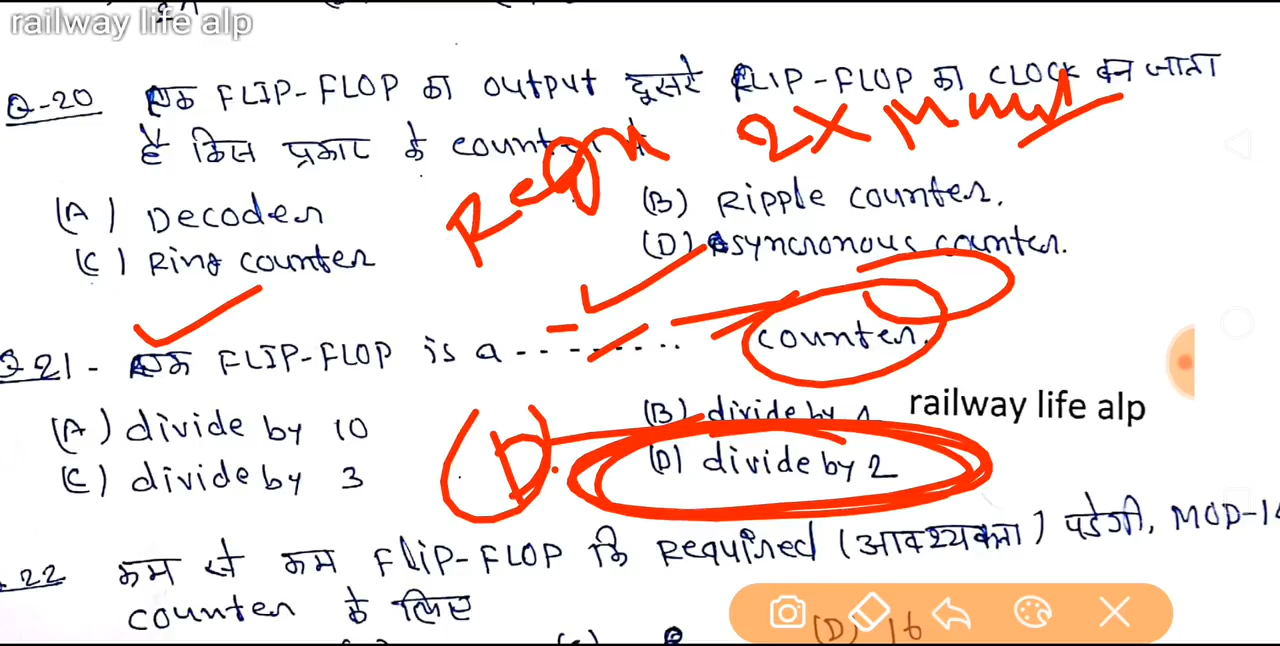 railway life alp
Q-20 एक FLIP-FLOP का output दूसरे FLIP-FLOP का CLOCK बन जाता
है किस प्रकार के
2X
(A) Decoder
(B) Ripple counter.
(C) Ring counter
(D) Asyncronous counter.
Q21- एक FLIP-FLOP is a --------- counter.
(A) divide by 10
(B) divide by
railway life alp
(C) divide by 3
D.
(D) divide by 2
22 कम से कम FLIP-FLOP कि Required (आवश्यकता) पडेगी, MOD-1
counter के लिए
(D) 16